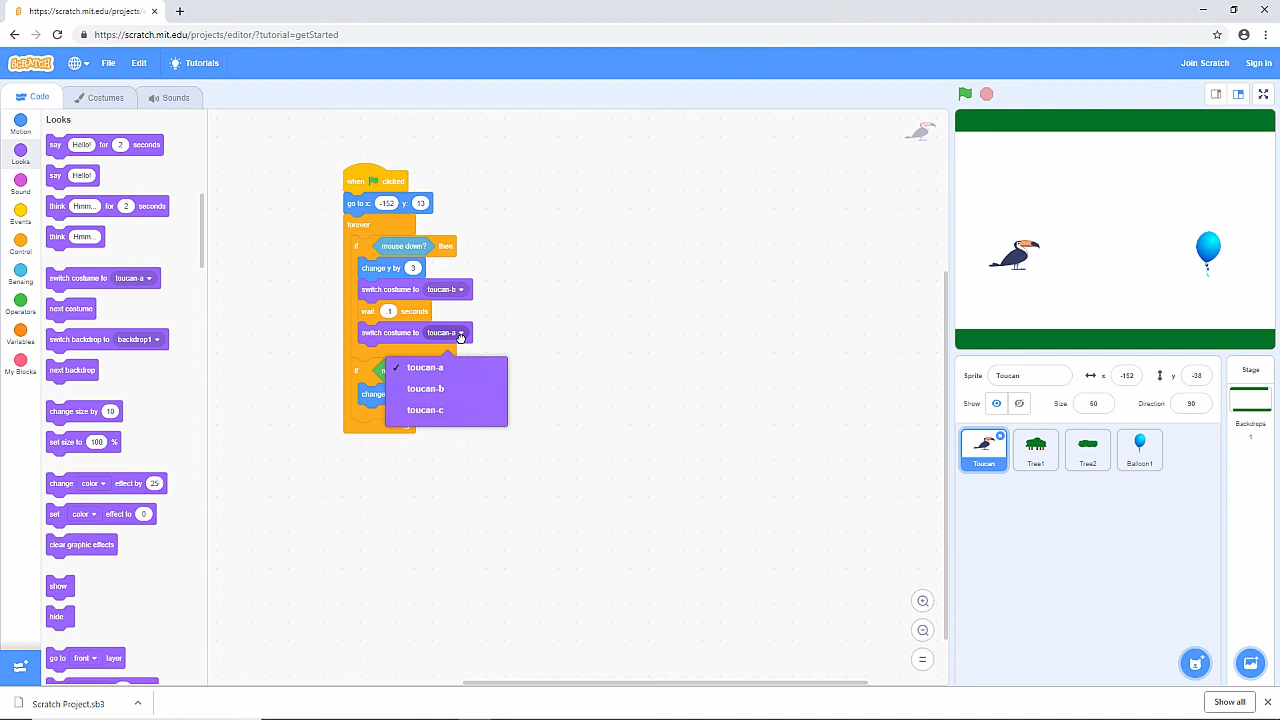 https://scratch.mit.edu/projects/
https://scratch.mit.edu/projects/editor/?tutorial=getStarted
SCRATCH
File
Edit
Tutorials
Join Scratch
Sign in
Code
Costumes
Sounds
Motion
Looks
Sound
Events
Control
Sensing
Operators
Variables
My Blocks
Looks
say Hello! for 2 seconds
say Hello!
think Hmm... for 2 seconds
think Hmm...
switch costume to toucan-a
next costume
switch backdrop to backdrop1
next backdrop
change size by 10
set size to 100 %
change color effect by 25
set color effect to 0
clear graphic effects
show
hide
go to front layer
when clicked
go to x: -152 y: 13
forever
if mouse down? then
change y by 3
switch costume to toucan-b
wait .1 seconds
switch costume to toucan-a
if
change
✓ toucan-a
toucan-b
toucan-c
Sprite Toucan x -152 y -38
Show Size 60 Direction 90
Toucan
Tree1
Tree2
Balloon1
Stage
Backdrops
1
Scratch Project.sb3
Show all